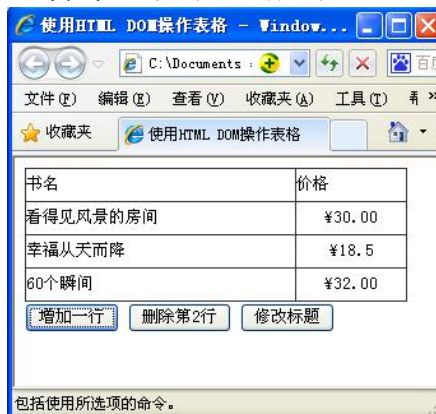 使用HTML DOM操作表格 - Window...
C:\Documents
文件(F) 编辑(E) 查看(V) 收藏夹(A) 工具(T) »
收藏夹 使用HTML DOM操作表格
书名 价格
看得见风景的房间 ¥30.00
幸福从天而降 ¥18.5
60个瞬间 ¥32.00
增加一行 删除第2行 修改标题
包括使用所选项的命令。